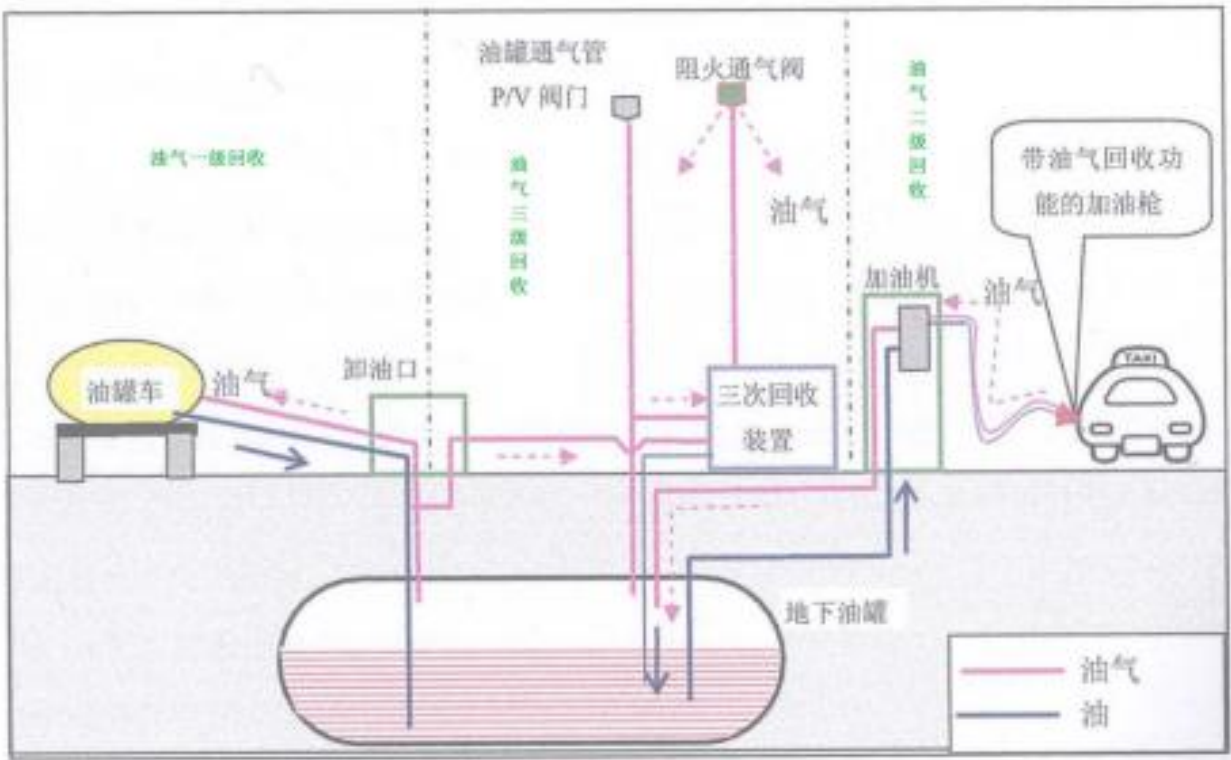 油罐通气管
P/V 阀门
阻火通气阀
油气一级回收
油气三级回收
油气二级回收
带油气回收功
能的加油枪
油气
加油机
油气
油罐车
油气
卸油口
三次回收
装置
TAXI
地下油罐
油气
油